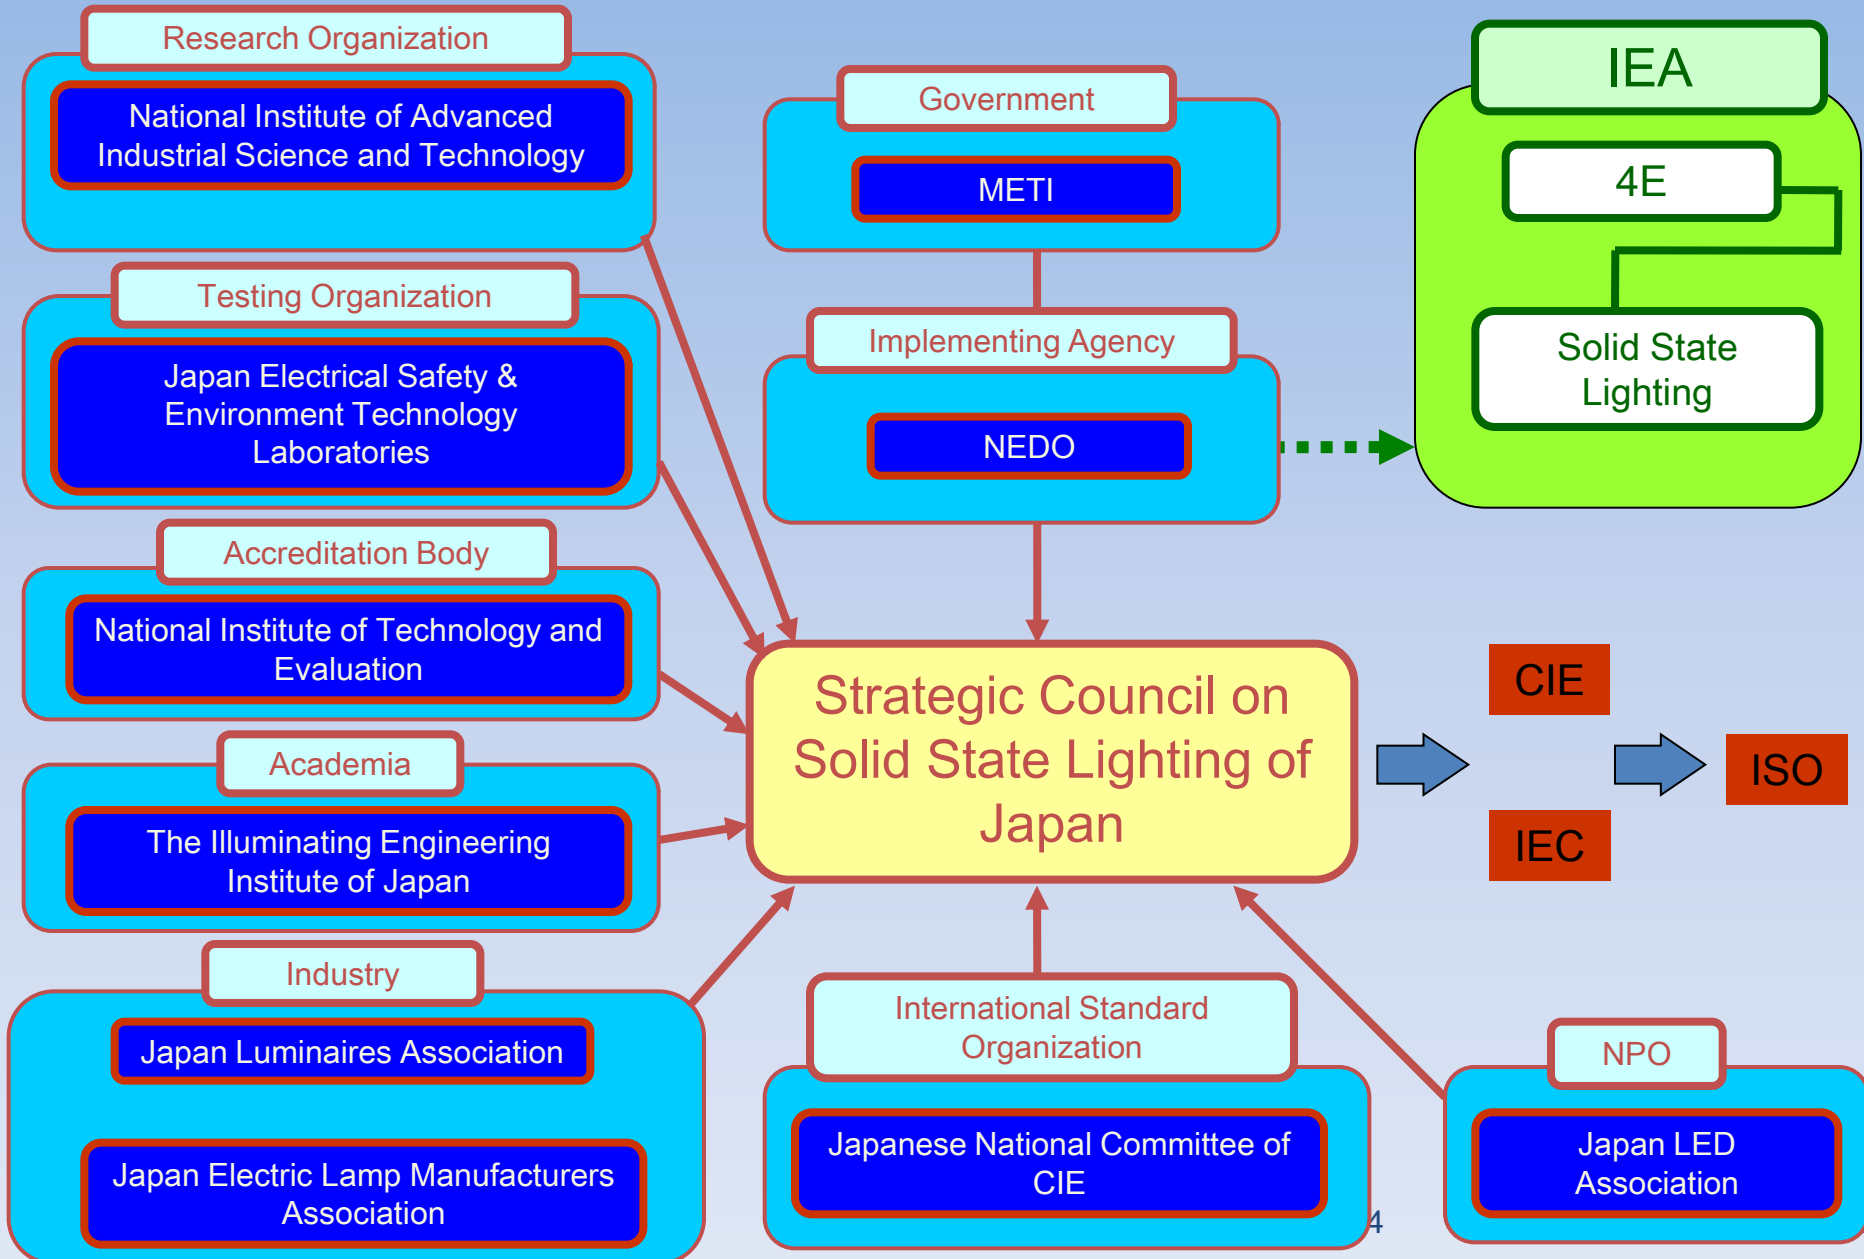 Research Organization
National Institute of Advanced
Industrial Science and Technology
Testing Organization
Japan Electrical Safety &
Environment Technology
Laboratories
Accreditation Body
National Institute of Technology and
Evaluation
Academia
The Illuminating Engineering
Institute of Japan
Industry
Japan Luminaires Association
Japan Electric Lamp Manufacturers
Association
Government
METI
Implementing Agency
NEDO
IEA
4E
Solid State
Lighting
Strategic Council on
Solid State Lighting of
Japan
CIE
IEC
ISO
International Standard
Organization
Japanese National Committee of
CIE
NPO
Japan LED
Association
4